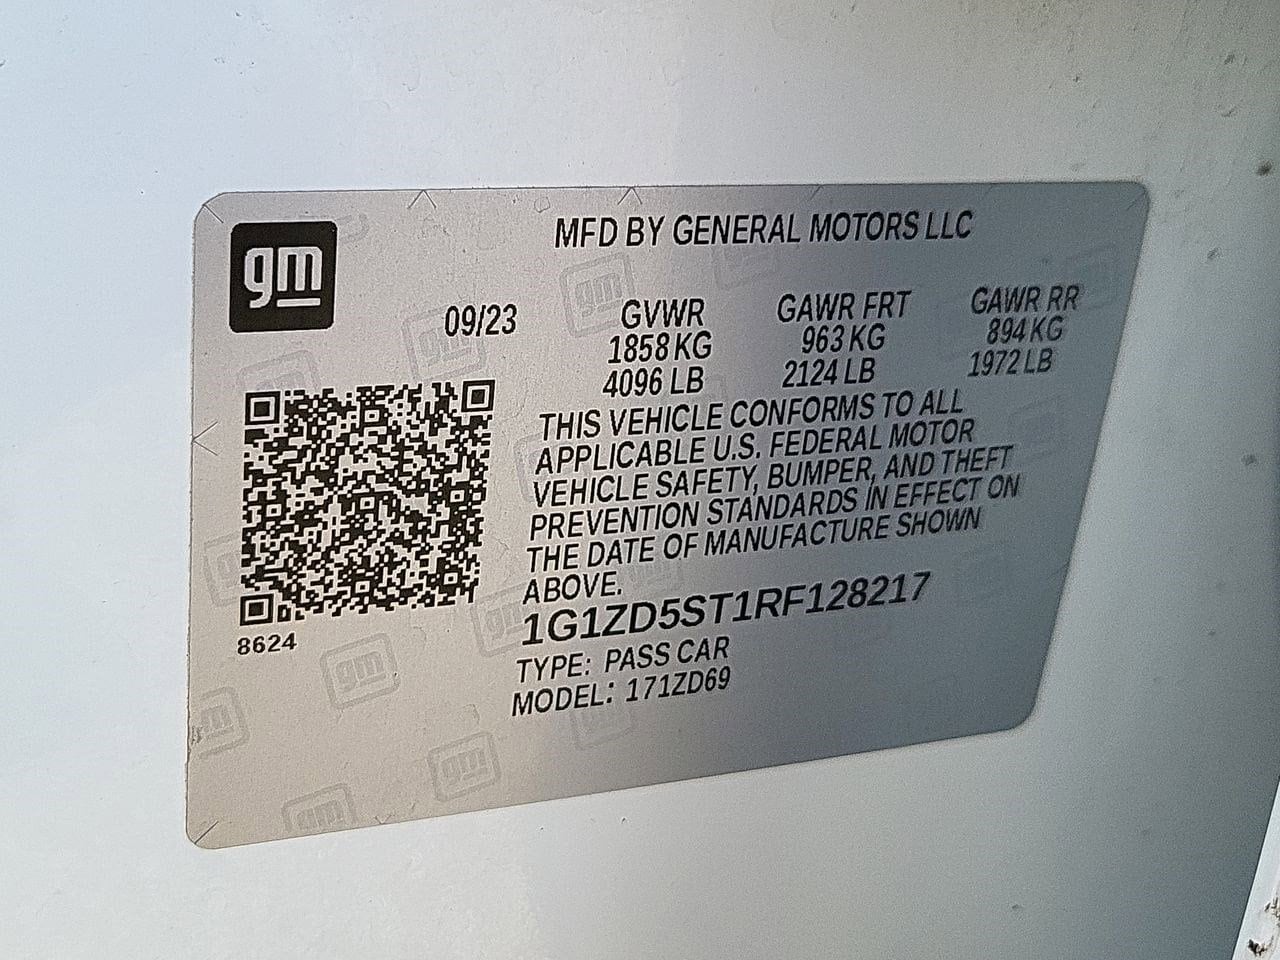 gm
MFD BY GENERAL MOTORS LLC
09/23 GVWR GAWR FRT GAWR RR
1858 KG 963 KG 894 KG
4096 LB 2124 LB 1972 LB
THIS VEHICLE CONFORMS TO ALL
APPLICABLE U.S. FEDERAL MOTOR
VEHICLE SAFETY, BUMPER, AND THEFT
PREVENTION STANDARDS IN EFFECT ON
THE DATE OF MANUFACTURE SHOWN
ABOVE.
1G1ZD5ST1RF128217
8624
TYPE: PASS CAR
MODEL: 171ZD69